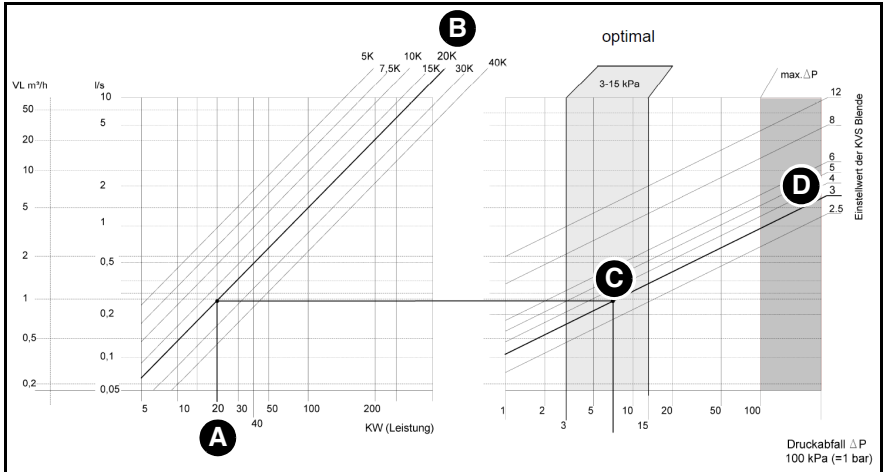 B
optimal
5K 10K 20K
7,5K 15K 30K 40K
3-15 kPa
max.ΔP
VL m³/h
l/s
10
5
2
1
0,5
0,2
0,1
0,05
50
20
10
5
2
1
0,5
0,2
12
8
6
5
4
3
2.5
Einstellwert der KVS Blende
D
C
5 10 20 30 50 100 200
40
A
KW (Leistung)
1 2 5 10 20 50 100
3 15
Druckabfall ΔP
100 kPa (=1 bar)